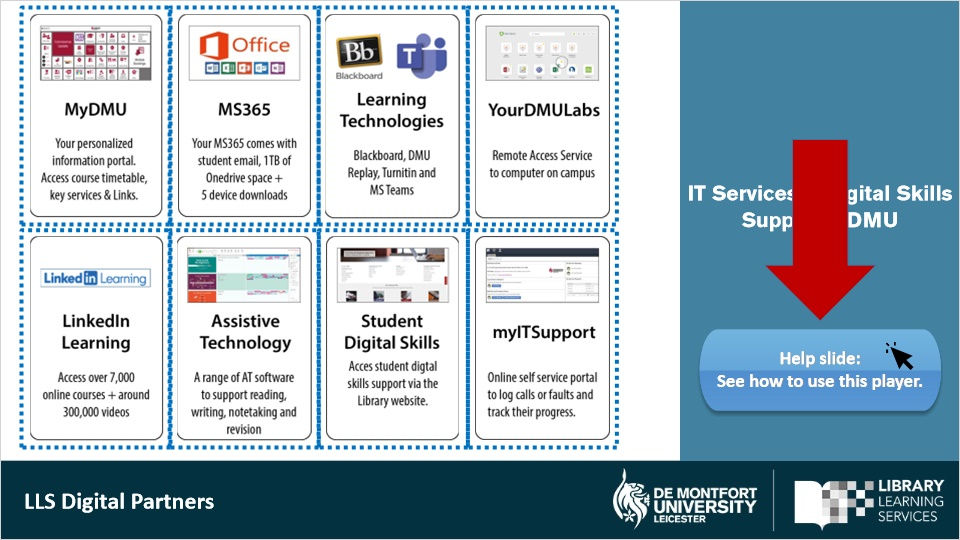 Office
Bb
Blackboard
MyDMU
Your personalized
information portal.
Access course timetable,
key services & Links.
MS365
Your MS365 comes with
student email, 1TB of
Onedrive space +
5 device downloads
Learning
Technologies
Blackboard, DMU
Replay, Turnitin and
MS Teams
YourDMULabs
Remote Access Service
to computer on campus
Linked in Learning
LinkedIn
Learning
Access over 7,000
online courses + around
300,000 videos
Assistive
Technology
A range of AT software
to support reading,
writing, notetaking and
revision
Student
Digital Skills
Acces student digtal
skills support via the
Library website.
myITSupport
Online self service portal
to log calls or faults and
track their progress.
IT Services Skills
DMU
Help slide:
See how to use this player.
LLS Digital Partners
DE MONTFORT
UNIVERSITY
LEICESTER
LIBRARY
LEARNING
SERVICES